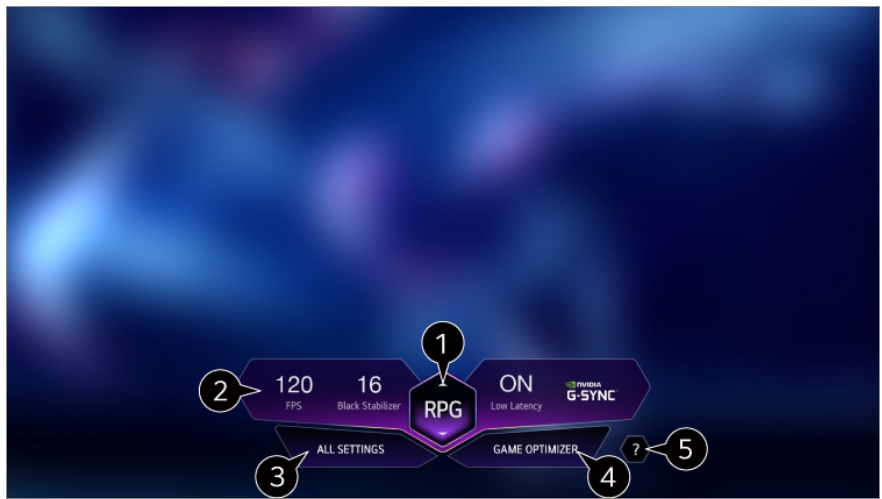 1
2
120
FPS
16
Black Stabilizer
RPG
ON
Low Latency
NVIDIA
G-SYNC
ALL SETTINGS
GAME OPTIMIZER
?
3
4
5